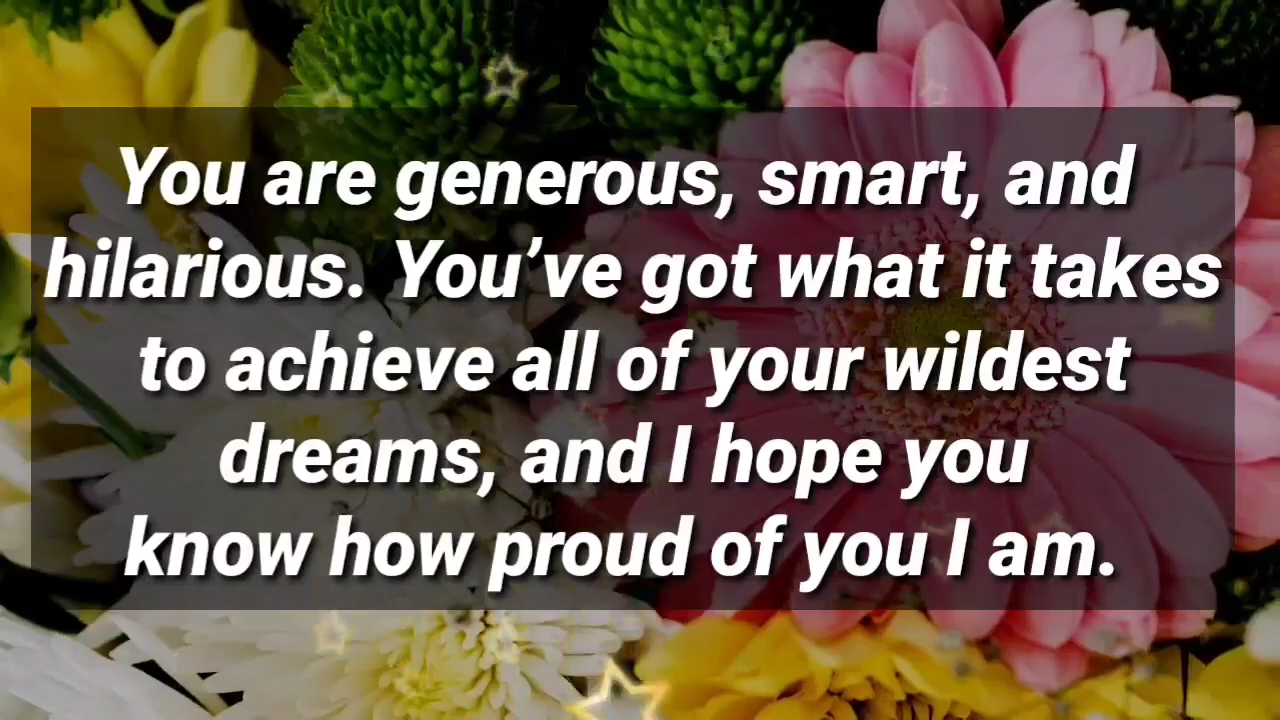 You are generous, smart, and
hilarious. You’ve got what it takes
to achieve all of your wildest
dreams, and I hope you
know how proud of you I am.